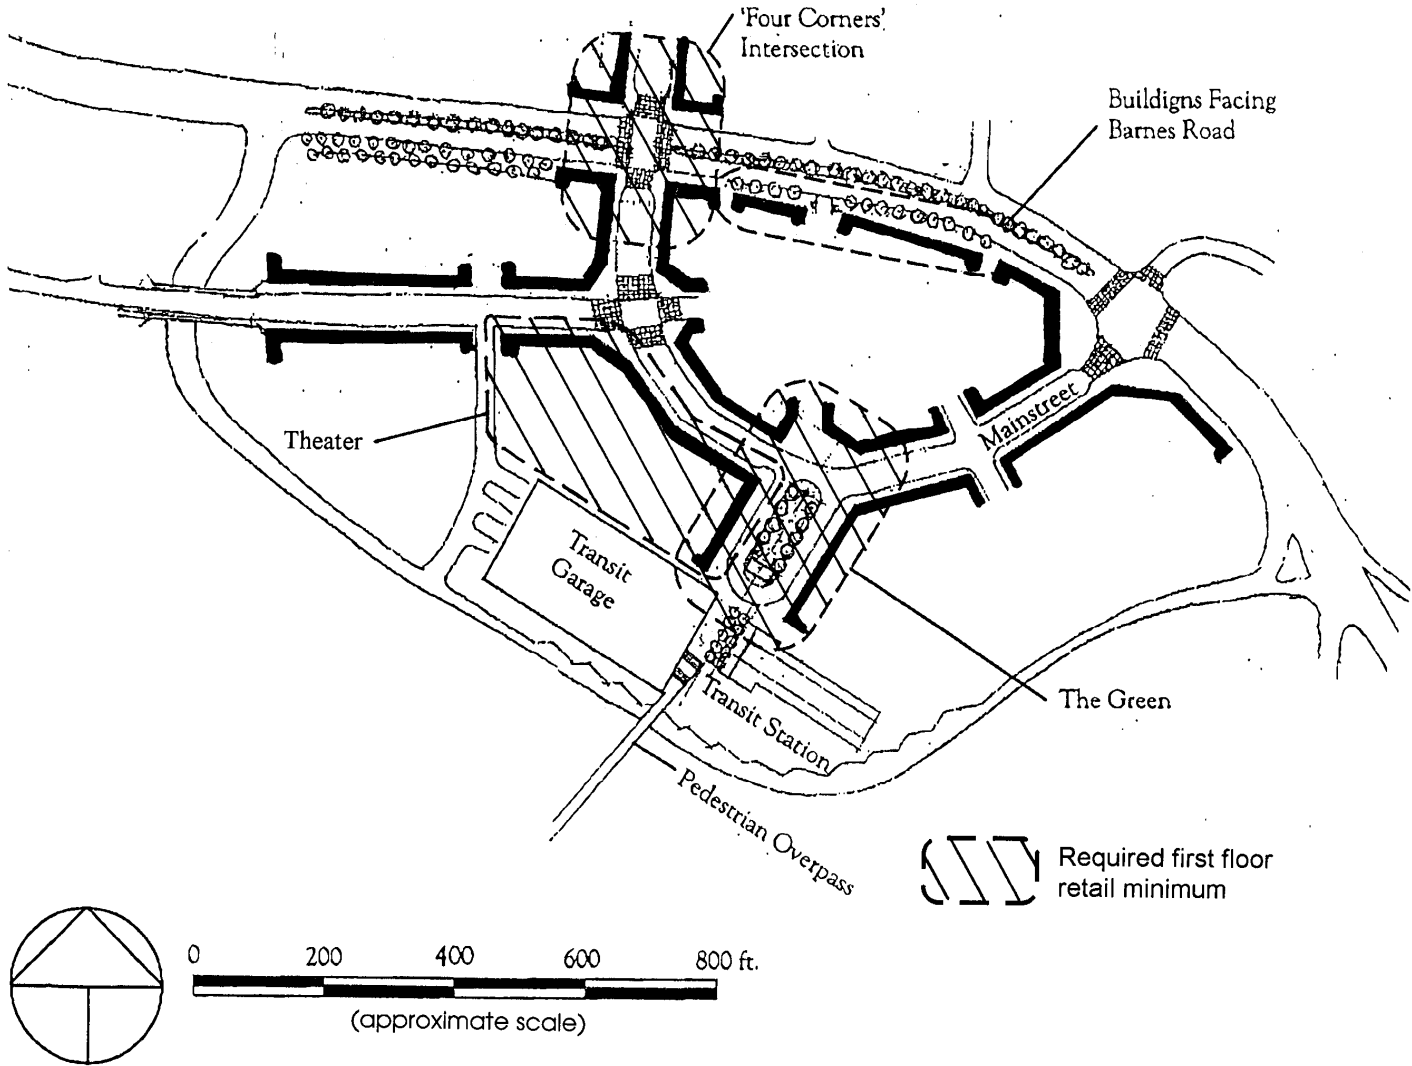 'Four Corners'
Intersection
Buildigns Facing
Barnes Road
Mainstreet
Theater
Transit
Garage
The Green
Transit Station
Pedestrian Overpass
Required first floor
retail minimum
0 200 400 600 800 ft.
(approximate scale)